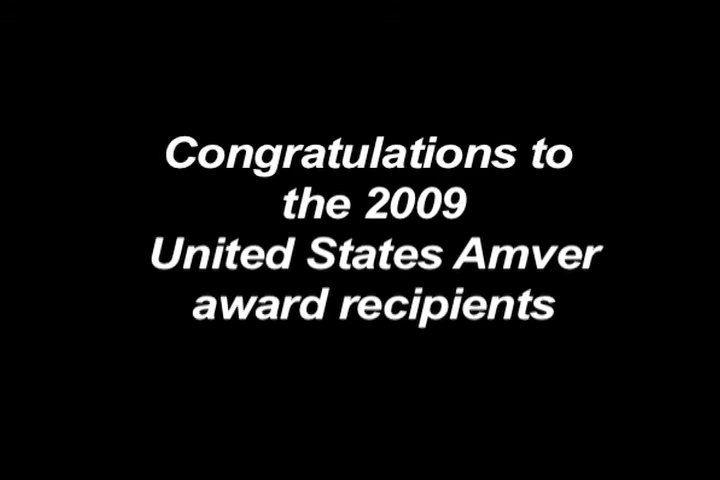 Congratulations to
the 2009
United States Amver
award recipients